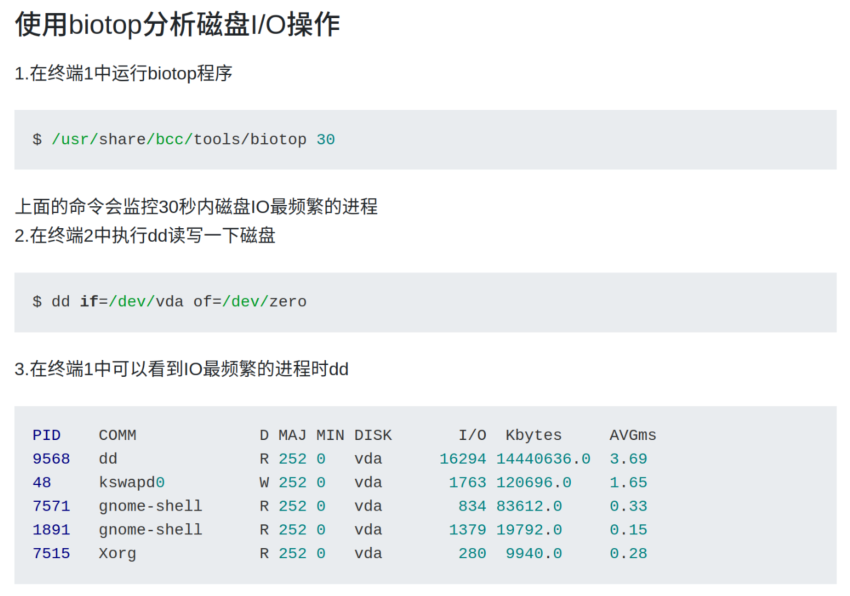 使用biotop分析磁盘I/O操作
1.在终端1中运行biotop程序
$ /usr/share/bcc/tools/biotop 30
上面的命令会监控30秒内磁盘IO最频繁的进程
2.在终端2中执行dd读写一下磁盘
$ dd if=/dev/vda of=/dev/zero
3.在终端1中可以看到IO最频繁的进程时dd
PID    COMM             D MAJ MIN DISK       I/O  Kbytes     AVGms
9568   dd               R 252 0   vda      16294 14440636.0  3.69
48     kswapd0          W 252 0   vda       1763 120696.0    1.65
7571   gnome-shell      R 252 0   vda        834 83612.0     0.33
1891   gnome-shell      R 252 0   vda       1379 19792.0     0.15
7515   Xorg             R 252 0   vda        280  9940.0     0.28